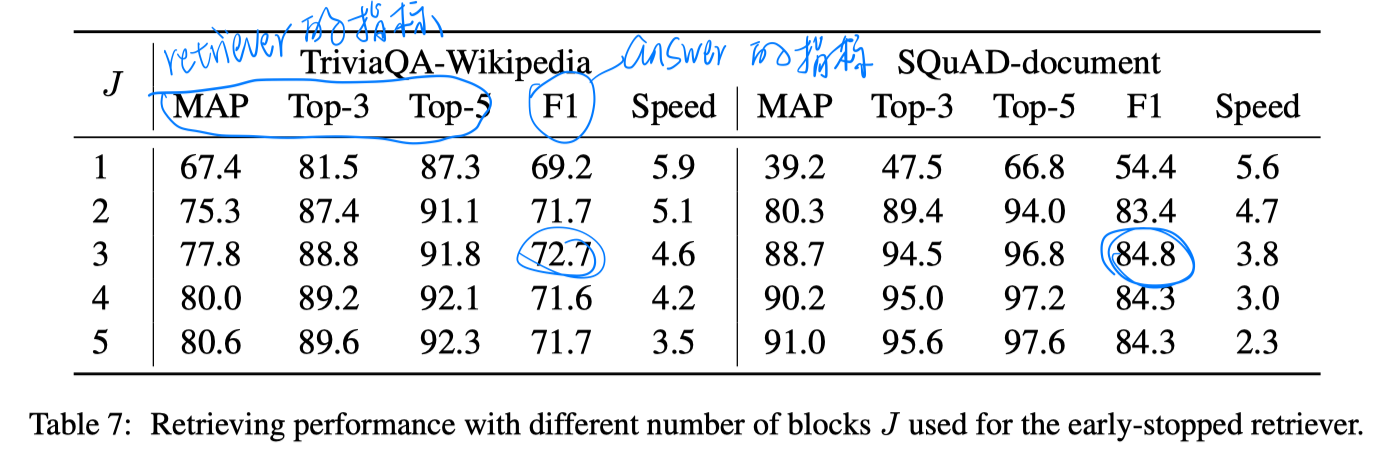 retriever 的指标
answer 的指标
J TriviaQA-Wikipedia SQuAD-document
MAP Top-3 Top-5 F1 Speed MAP Top-3 Top-5 F1 Speed
1 67.4 81.5 87.3 69.2 5.9 39.2 47.5 66.8 54.4 5.6
2 75.3 87.4 91.1 71.7 5.1 80.3 89.4 94.0 83.4 4.7
3 77.8 88.8 91.8 72.7 4.6 88.7 94.5 96.8 84.8 3.8
4 80.0 89.2 92.1 71.6 4.2 90.2 95.0 97.2 84.3 3.0
5 80.6 89.6 92.3 71.7 3.5 91.0 95.6 97.6 84.3 2.3
Table 7: Retrieving performance with different number of blocks J used for the early-stopped retriever.